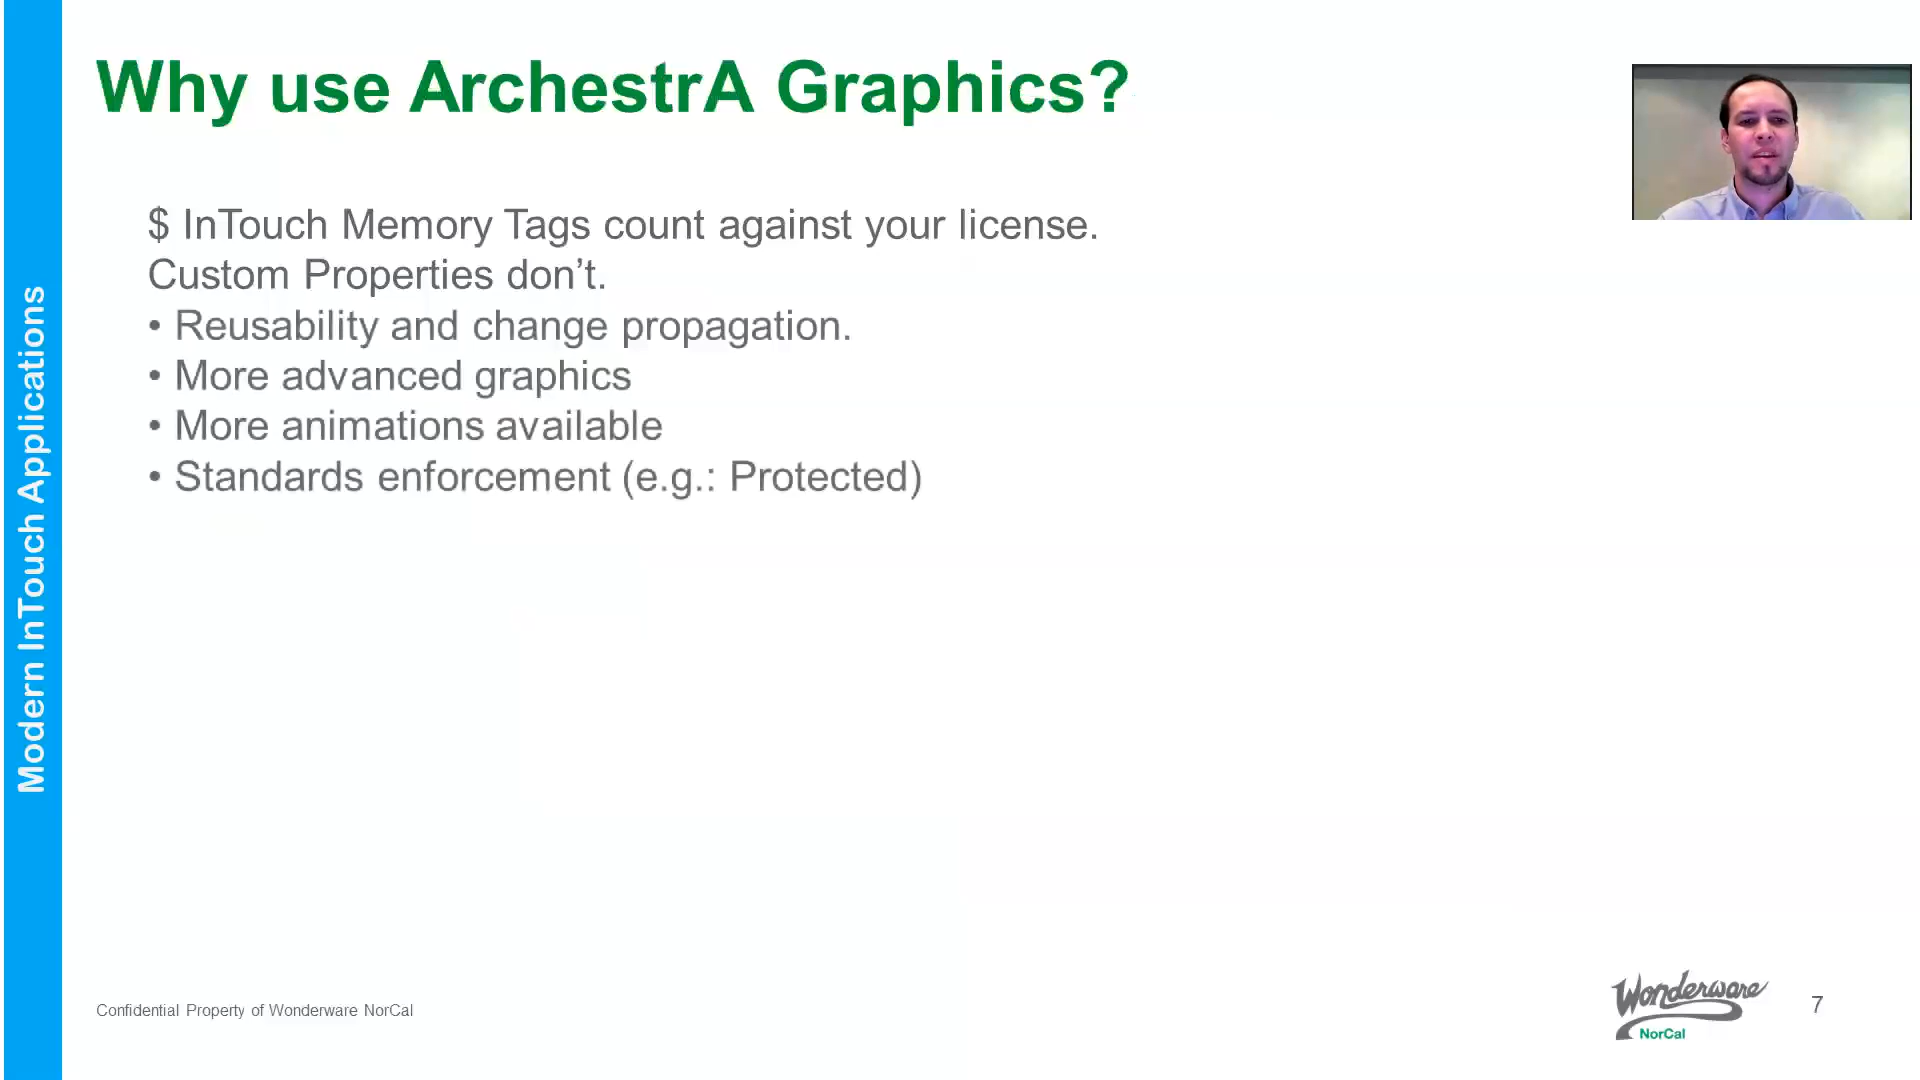 Why use ArchestrA Graphics?
$ InTouch Memory Tags count against your license.
Custom Properties don’t.
• Reusability and change propagation.
• More advanced graphics
• More animations available
• Standards enforcement (e.g.: Protected)
Modern InTouch Applications
Confidential Property of Wonderware NorCal
Wonderware
NorCal
7